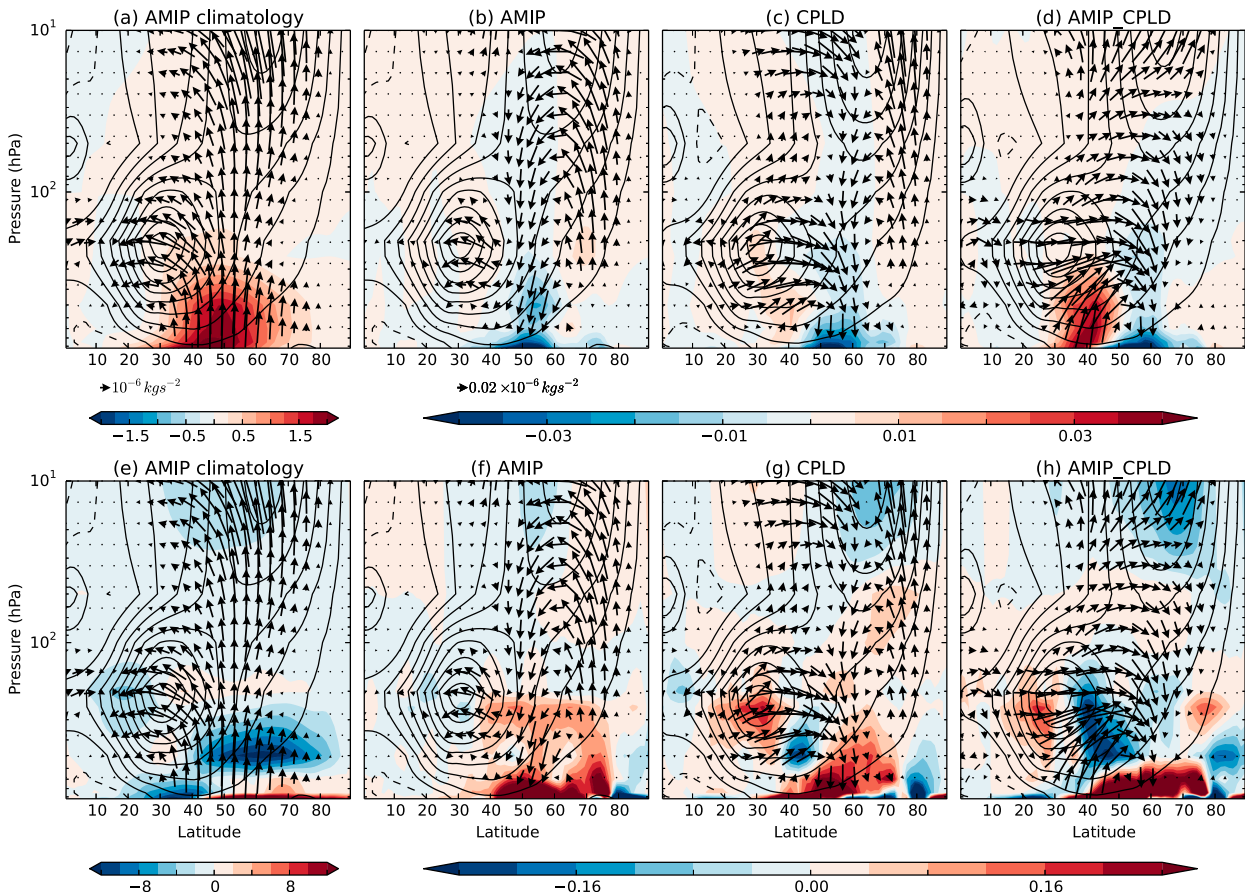 (a) AMIP climatology (b) AMIP (c) CPLD (d) AMIP_CPLD
10¹
10²
Pressure (hPa)
10 20 30 40 50 60 70 80 10 20 30 40 50 60 70 80 10 20 30 40 50 60 70 80 10 20 30 40 50 60 70 80
10⁻⁶ kgs⁻² 0.02 ×10⁻⁶ kgs⁻²
−1.5 −0.5 0.5 1.5 −0.03 −0.01 0.01 0.03
(e) AMIP climatology (f) AMIP (g) CPLD (h) AMIP_CPLD
10¹
10²
Pressure (hPa)
10 20 30 40 50 60 70 80 10 20 30 40 50 60 70 80 10 20 30 40 50 60 70 80 10 20 30 40 50 60 70 80
Latitude Latitude Latitude Latitude
−8 0 8 −0.16 0.00 0.16